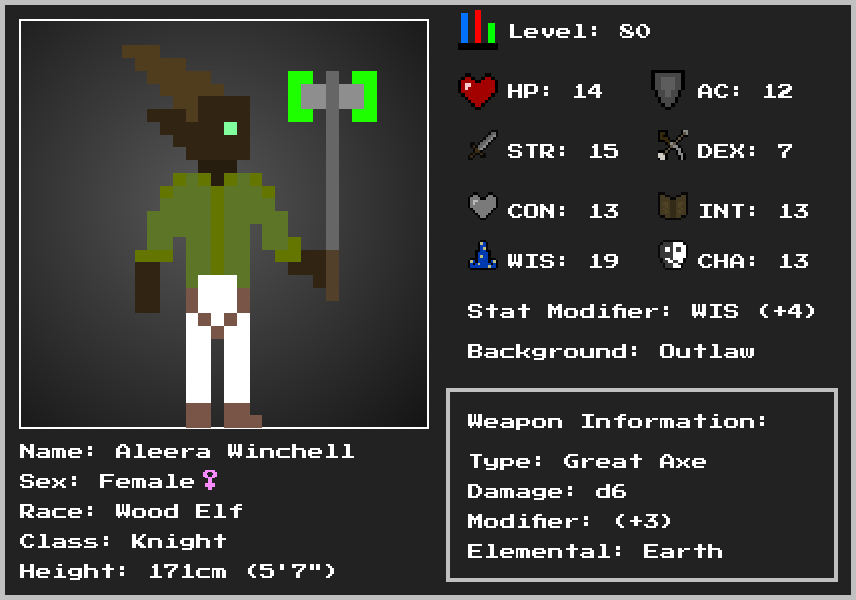 Level: 80
HP: 14 AC: 12
STR: 15 DEX: 7
CON: 13 INT: 13
WIS: 19 CHA: 13
Stat Modifier: WIS (+4)
Background: Outlaw
Weapon Information:
Type: Great Axe
Damage: d6
Modifier: (+3)
Elemental: Earth
Name: Aleera Winchell
Sex: Female♀
Race: Wood Elf
Class: Knight
Height: 171cm (5'7")